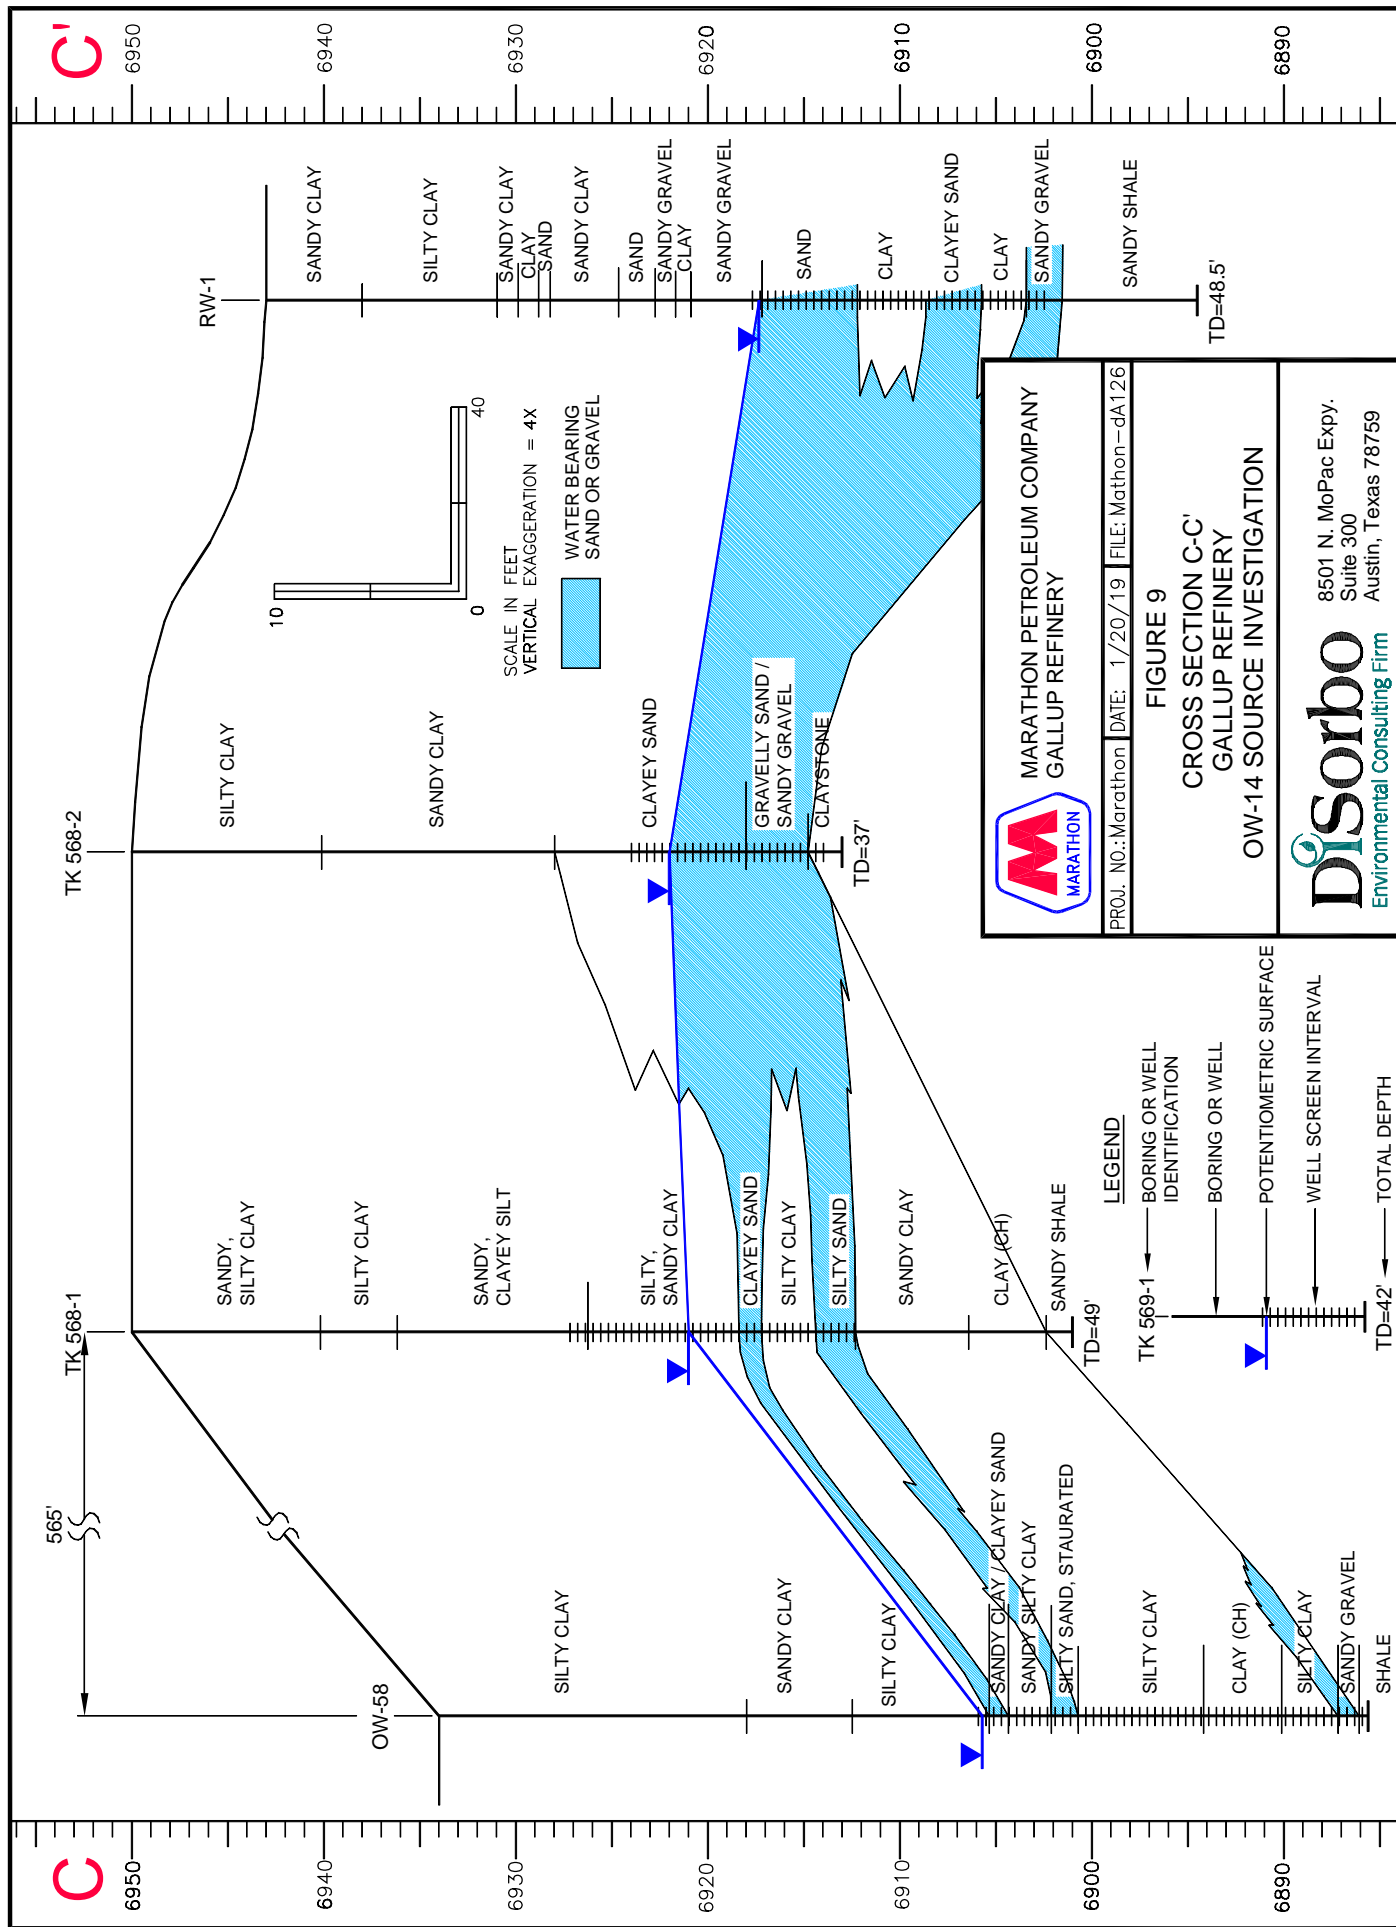 C
C'
6950
6940
6930
6920
6910
6900
6890
6950
6940
6930
6920
6910
6900
6890
565'
OW-58
SILTY CLAY
SANDY CLAY
SILTY CLAY
SANDY CLAY / CLAYEY SAND
SANDY SILTY CLAY
SILTY SAND, STAURATED
SILTY CLAY
CLAY (CH)
SILTY CLAY
SANDY GRAVEL
SHALE
TK 568-1
SANDY,
SILTY CLAY
SILTY CLAY
SANDY,
CLAYEY SILT
SILTY,
SANDY CLAY
CLAYEY SAND
SILTY CLAY
SILTY SAND
SANDY CLAY
CLAY (CH)
SANDY SHALE
TD=49'
TK 568-2
SILTY CLAY
SANDY CLAY
CLAYEY SAND
GRAVELLY SAND /
SANDY GRAVEL
CLAYSTONE
TD=37'
RW-1
SANDY CLAY
SILTY CLAY
SANDY CLAY
CLAY
SAND
SANDY CLAY
SAND
SANDY GRAVEL
CLAY
SANDY GRAVEL
SAND
CLAY
CLAYEY SAND
CLAY
SANDY GRAVEL
SANDY SHALE
TD=48.5'
10
0
40
SCALE IN FEET
VERTICAL EXAGGERATION = 4X
WATER BEARING
SAND OR GRAVEL
LEGEND
TK 569-1
BORING OR WELL
IDENTIFICATION
BORING OR WELL
POTENTIOMETRIC SURFACE
WELL SCREEN INTERVAL
TD=42'
TOTAL DEPTH
MARATHON
MARATHON PETROLEUM COMPANY
GALLUP REFINERY
PROJ. NO.: Marathon DATE: 1/20/19 FILE: Mathon-dA126
FIGURE 9
CROSS SECTION C-C'
GALLUP REFINERY
OW-14 SOURCE INVESTIGATION
DiSorbo
Environmental Consulting Firm
8501 N. MoPac Expy.
Suite 300
Austin, Texas 78759